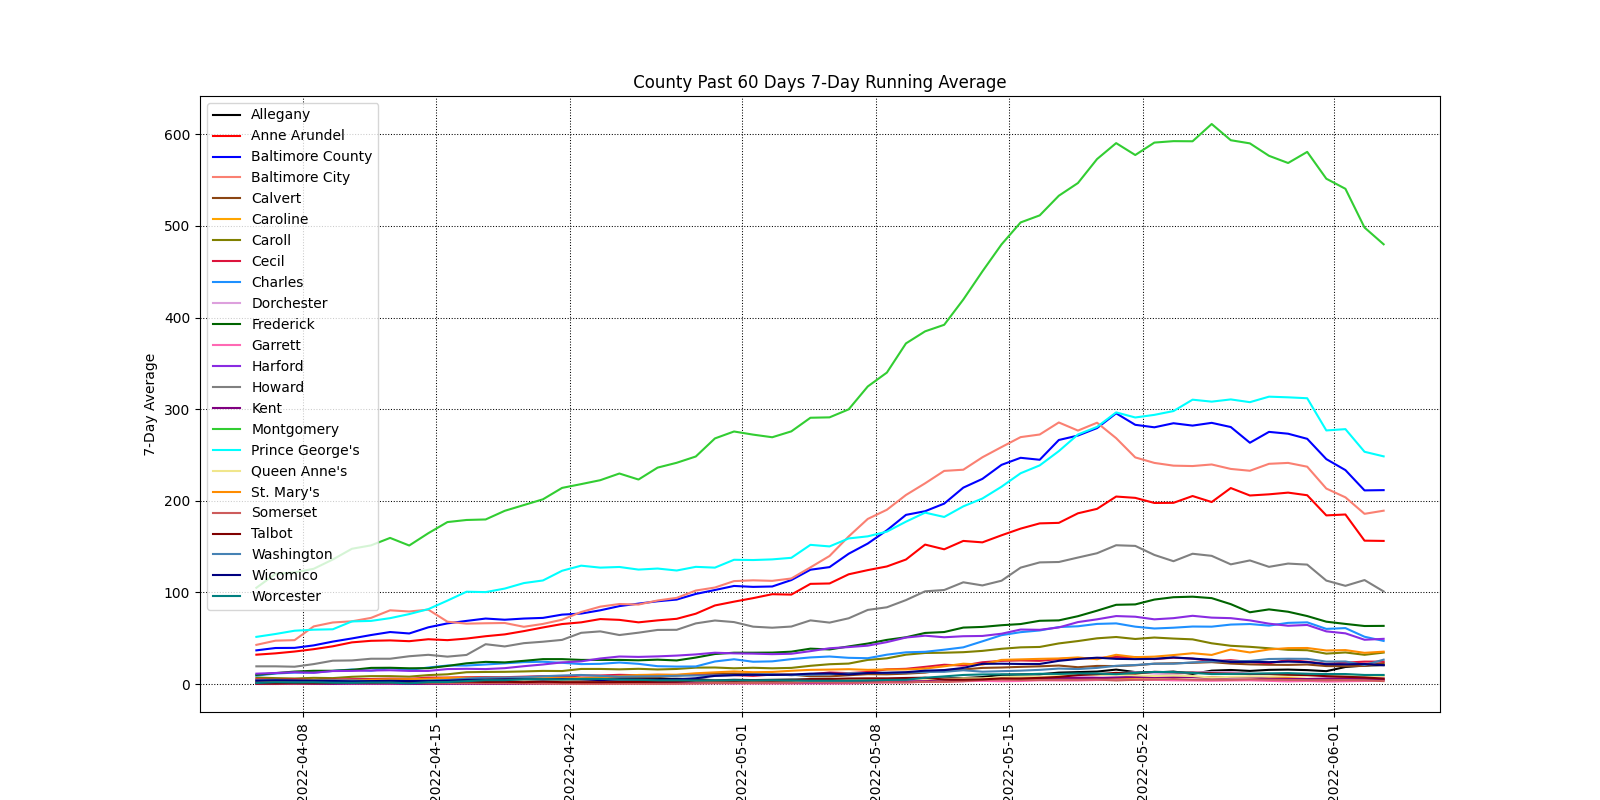 County Past 60 Days 7-Day Running Average
7-Day Average
600
500
400
300
200
100
0
Allegany
Anne Arundel
Baltimore County
Baltimore City
Calvert
Caroline
Caroll
Cecil
Charles
Dorchester
Frederick
Garrett
Harford
Howard
Kent
Montgomery
Prince George's
Queen Anne's
St. Mary's
Somerset
Talbot
Washington
Wicomico
Worcester
2022-04-08
2022-04-15
2022-04-22
2022-05-01
2022-05-08
2022-05-15
2022-05-22
2022-06-01